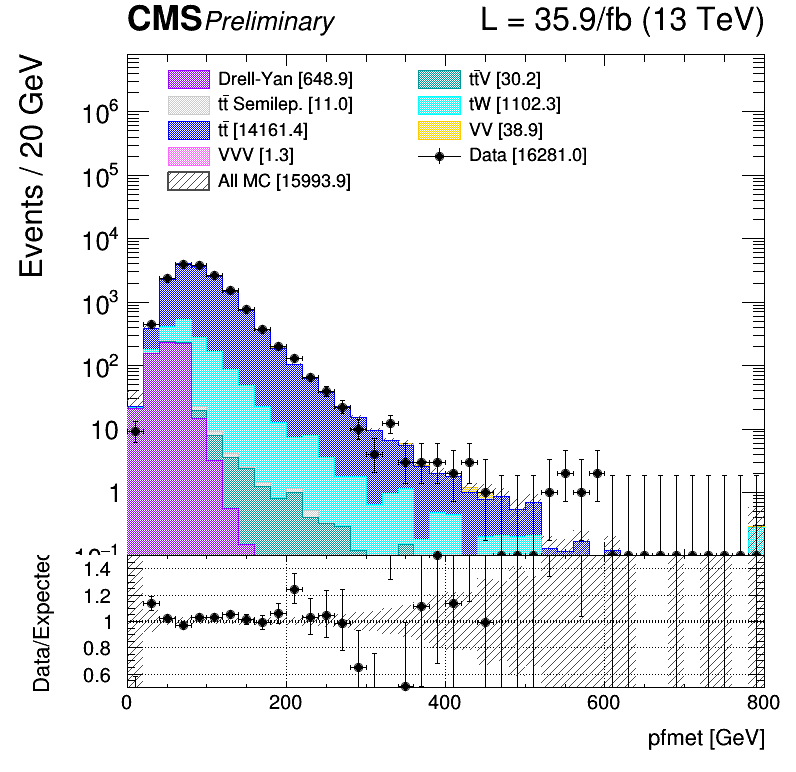 CMS Preliminary L = 35.9/fb (13 TeV)
Events / 20 GeV
Drell-Yan [648.9]
tt̄ Semilep. [11.0]
tt̄ [14161.4]
VVV [1.3]
All MC [15993.9]
tt̄V [30.2]
tW [1102.3]
VV [38.9]
Data [16281.0]
10⁶
10⁵
10⁴
10³
10²
10
1
10⁻¹
Data/Expected
1.4
1.2
1
0.8
0.6
0 200 400 600 800
pfmet [GeV]